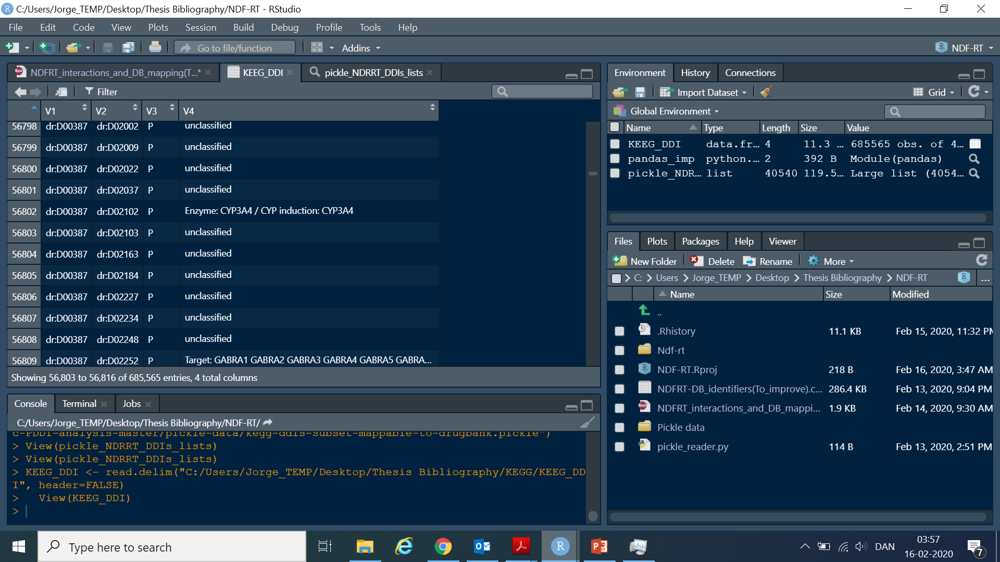 C:/Users/Jorge_TEMP/Desktop/Thesis Bibliography/NDF-RT - RStudio
File Edit Code View Plots Session Build Debug Profile Tools Help
Go to file/function Addins NDF-RT
NDFRT_interactions_and_DB_mapping(T...* KEEG_DDI pickle_NDRRT_DDIs_lists
Filter
V1 V2 V3 V4
56798 dr:D00387 dr:D02002 P unclassified
56799 dr:D00387 dr:D02009 P unclassified
56800 dr:D00387 dr:D02022 P unclassified
56801 dr:D00387 dr:D02037 P unclassified
56802 dr:D00387 dr:D02102 P Enzyme: CYP3A4 / CYP induction: CYP3A4
56803 dr:D00387 dr:D02103 P unclassified
56804 dr:D00387 dr:D02163 P unclassified
56805 dr:D00387 dr:D02184 P unclassified
56806 dr:D00387 dr:D02227 P unclassified
56807 dr:D00387 dr:D02234 P unclassified
56808 dr:D00387 dr:D02248 P unclassified
56809 dr:D00387 dr:D02252 P Target: GABRA1 GABRA2 GABRA3 GABRA4 GABRA5 GABRA...
Showing 56,803 to 56,816 of 685,565 entries, 4 total columns
Console Terminal Jobs
C:/Users/Jorge_TEMP/Desktop/Thesis Bibliography/NDF-RT/
c-PDDI-analysis-master/pickle-data/kegg-ddis-subset-mappable-to-drugbank.pickle")
> View(pickle_NDRRT_DDIs_lists)
> View(pickle_NDRRT_DDIs_lists)
> KEEG_DDI <- read.delim("C:/Users/Jorge_TEMP/Desktop/Thesis Bibliography/KEGG/KEEG_DD
I", header=FALSE)
> View(KEEG_DDI)
>
Environment History Connections
Import Dataset Grid
Global Environment
Name Type Length Size Value
KEEG_DDI data.fr... 4 11.3 ... 685565 obs. of 4...
pandas_imp python.... 2 392 B Module(pandas)
pickle_NDR... list 40540 119.5... Large list (4054...
Files Plots Packages Help Viewer
New Folder Delete Rename More
C: Users Jorge_TEMP Desktop Thesis Bibliography NDF-RT ...
Name Size Modified
..
.Rhistory 11.1 KB Feb 15, 2020, 11:32 PM
Ndf-rt
NDF-RT.Rproj 218 B Feb 16, 2020, 3:47 AM
NDFRT-DB_identifiers(To_improve).c... 286.4 KB Feb 13, 2020, 9:04 PM
NDFRT_interactions_and_DB_mappi... 1.9 KB Feb 14, 2020, 9:30 AM
Pickle data
pickle_reader.py 114 B Feb 13, 2020, 2:51 PM
Type here to search
DAN
03:57
16-02-2020
7